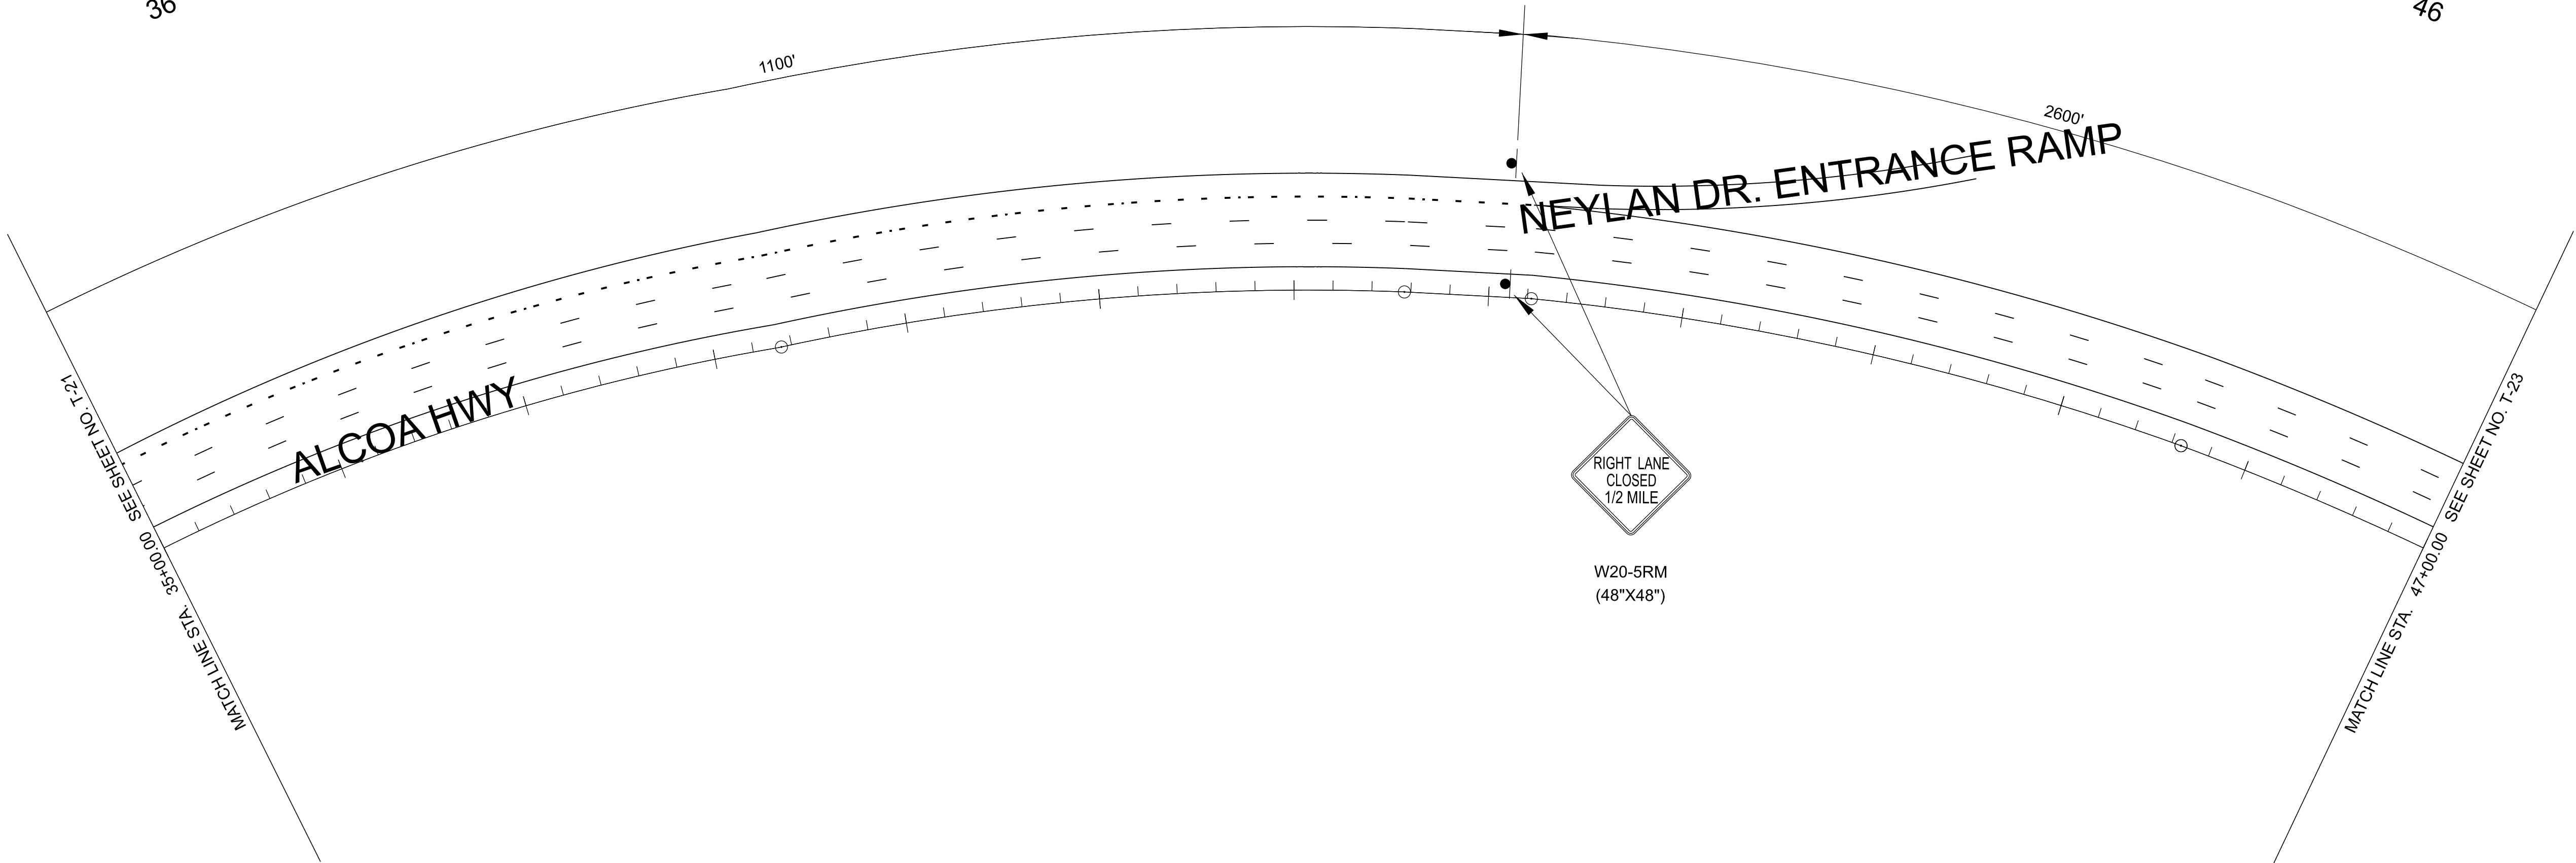 36
46
1100'
2600'
NEYLAN DR. ENTRANCE RAMP
ALCOA HWY
MATCH LINE STA. 35+00.00 SEE SHEET NO. T-21
MATCH LINE STA. 47+00.00 SEE SHEET NO. T-23
RIGHT LANE
CLOSED
1/2 MILE
W20-5RM
(48"X48")